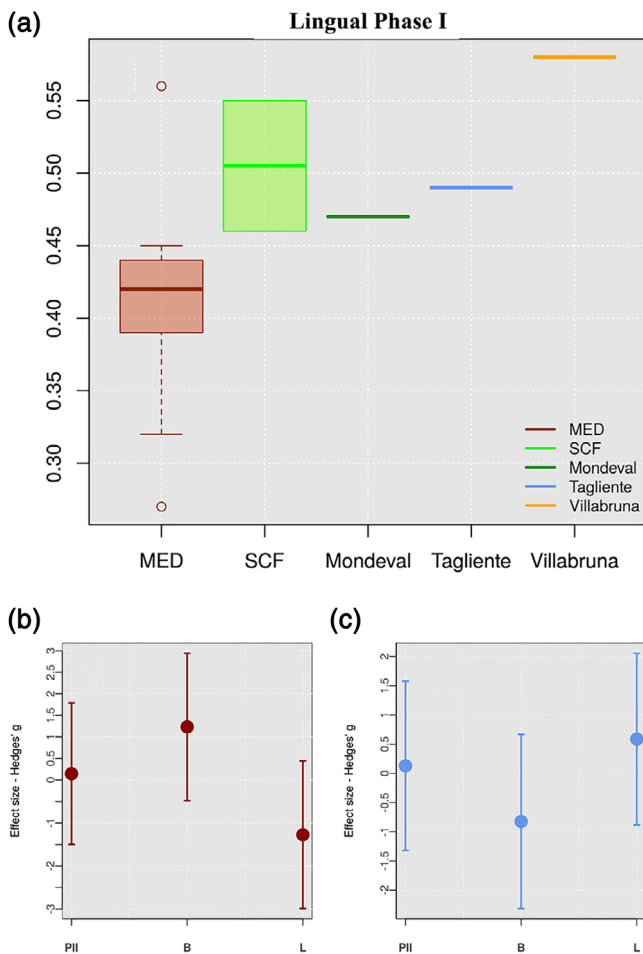 (a)
Lingual Phase I
0.55
0.50
0.45
0.40
0.35
0.30
MED
SCF
Mondeval
Tagliente
Villabruna
MED SCF Mondeval Tagliente Villabruna
(b)
Effect size - Hedges' g
3
2.5
2
1.5
1
0.5
0
-1
-2
-3
PII B L
(c)
Effect size - Hedges' g
2
1.5
1
0.5
0
-0.5
-1
-1.5
-2
PII B L